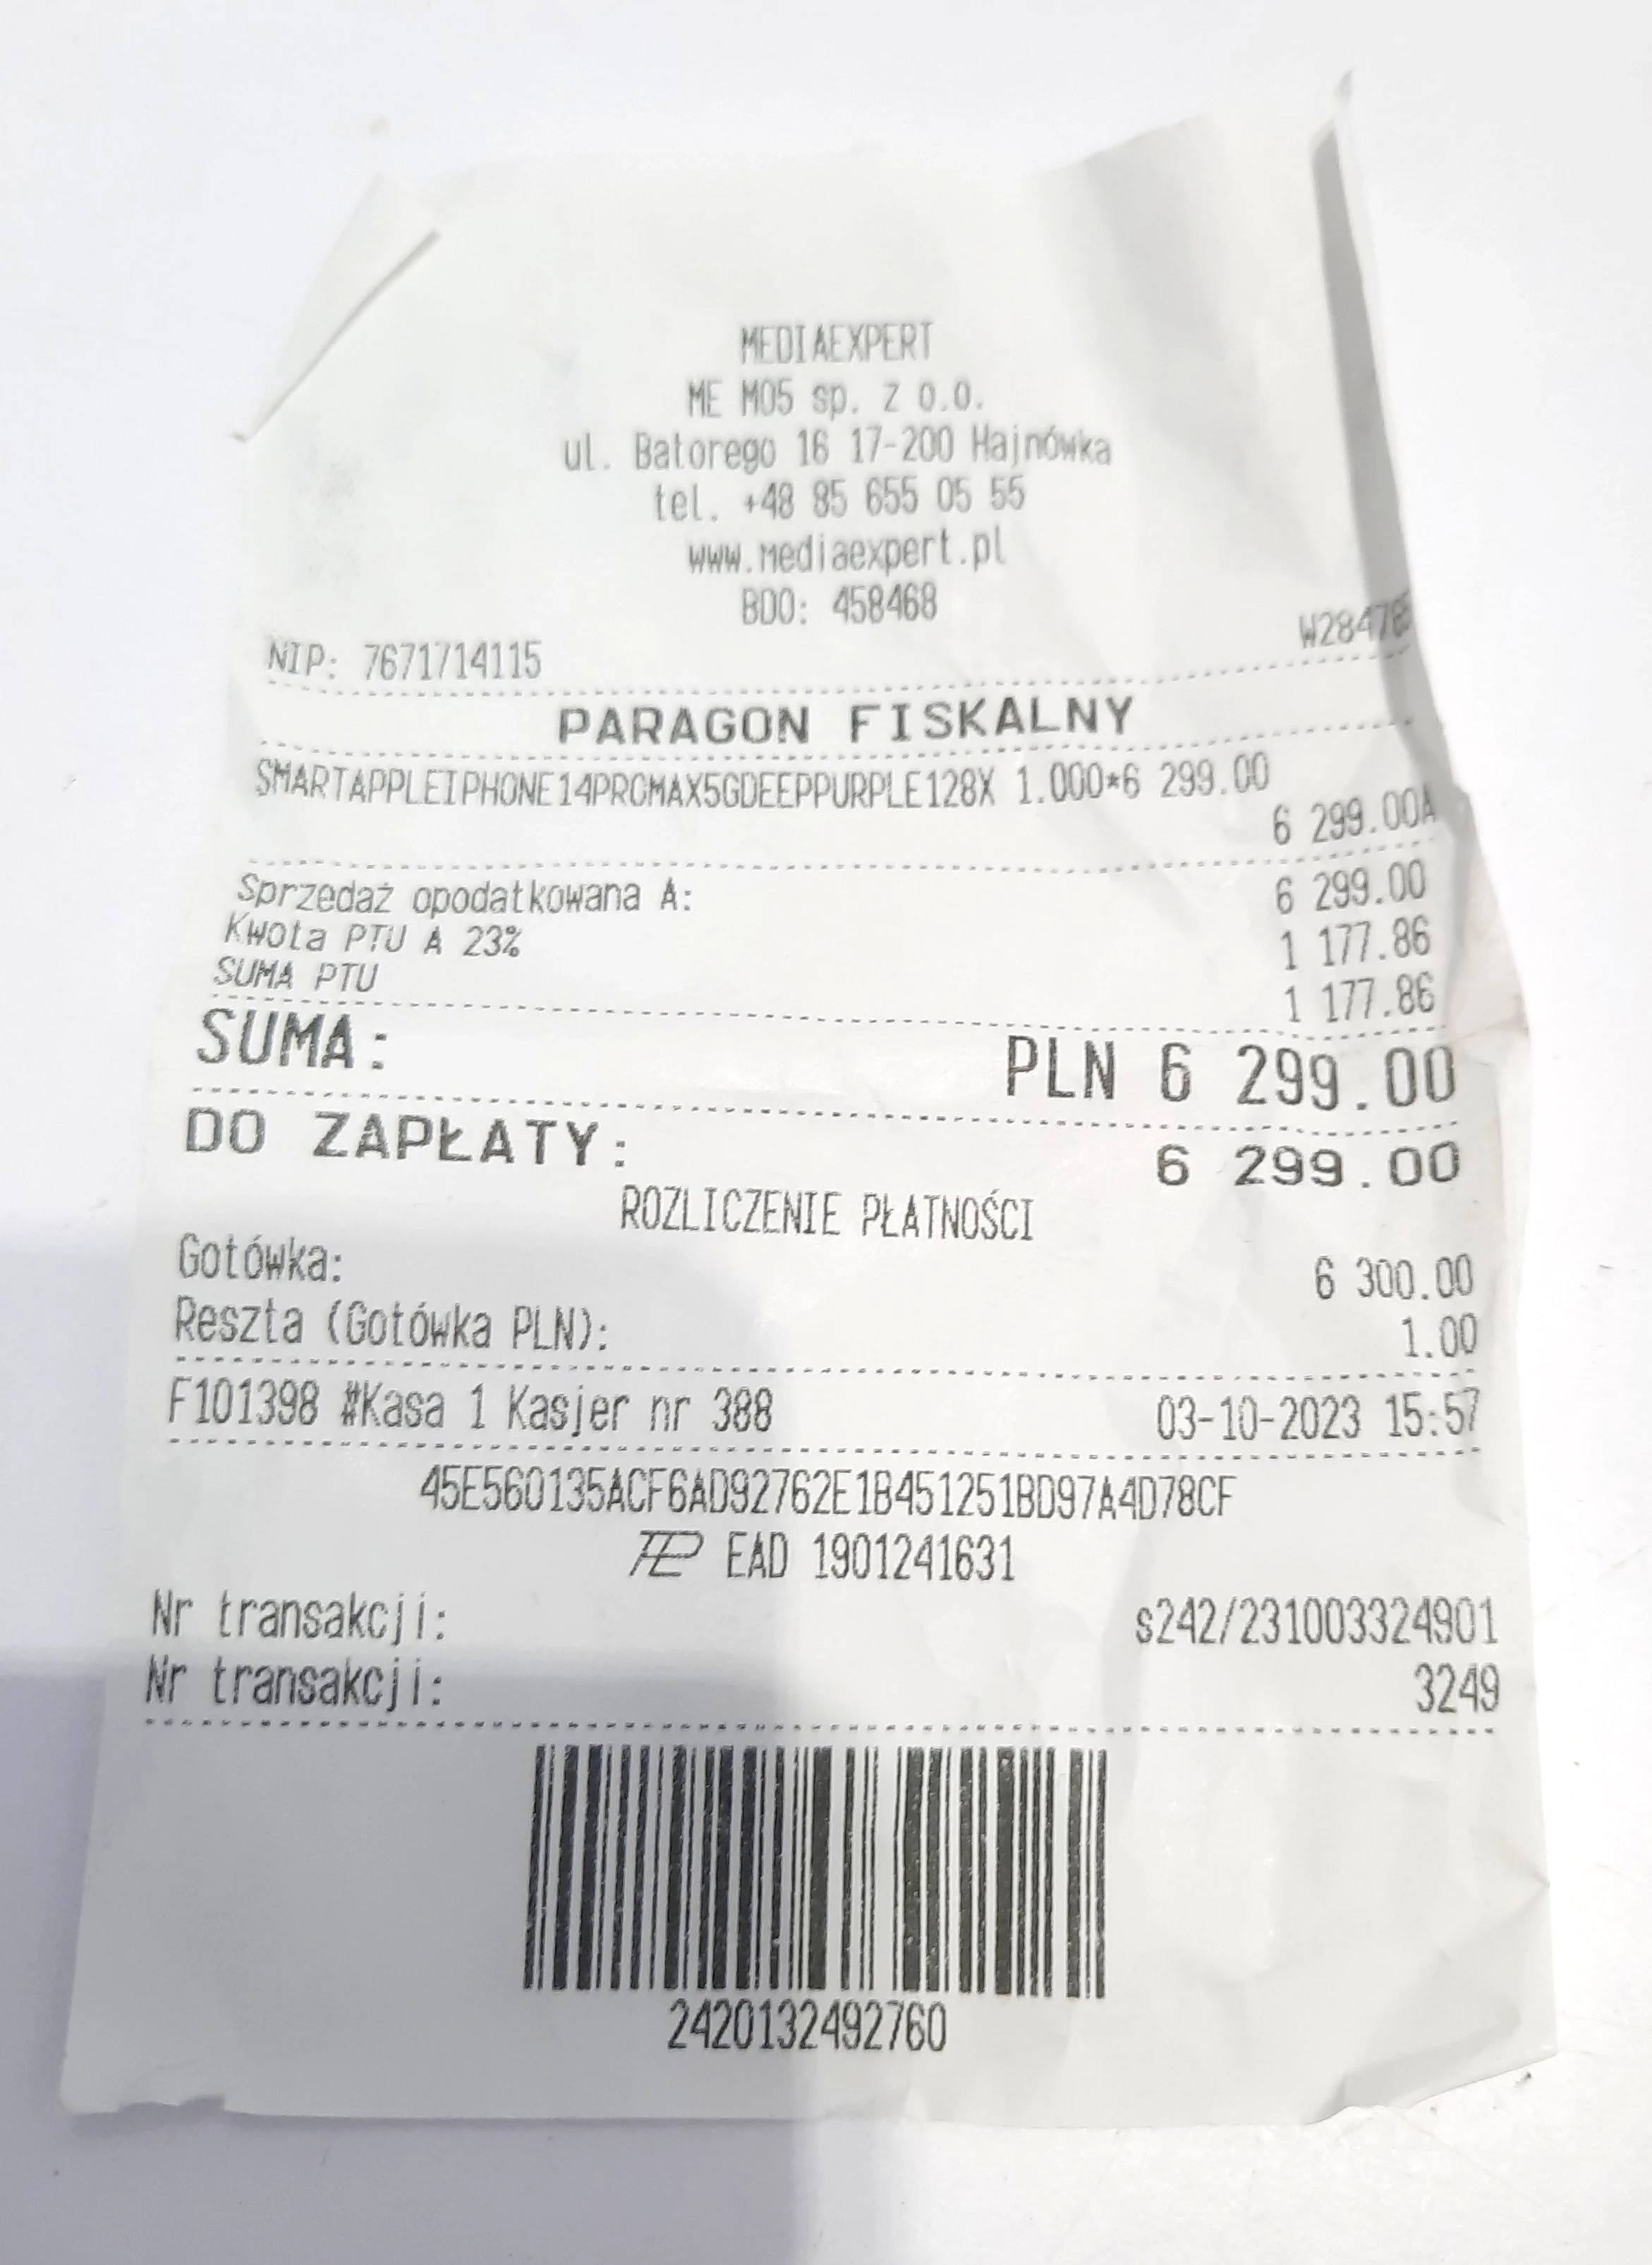 MEDIAEXPERT
ME M05 sp. z o.o.
ul. Batorego 16 17-200 Hajnówka
tel. +48 85 655 05 55
www.mediaexpert.pl
BDO: 458468
NIP: 7671714115
PARAGON FISKALNY
SMARTAPPLEIPHONE14PROMAX5GDEEPPURPLE128X 1.000*6 299.00
6 299.00A
Sprzedaż opodatkowana A: 6 299.00
Kwota PTU A 23% 1 177.86
SUMA PTU 1 177.86
SUMA: PLN 6 299.00
DO ZAPŁATY: 6 299.00
ROZLICZENIE PŁATNOŚCI
Gotówka: 6 300.00
Reszta (Gotówka PLN): 1.00
F101398 #Kasa 1 Kasjer nr 388 03-10-2023 15:57
45E560135ACF6AD92762E1B451251BD97A4D78CF
EAD 1901241631
Nr transakcji: s242/231003324901
Nr transakcji: 3249
2420132492760